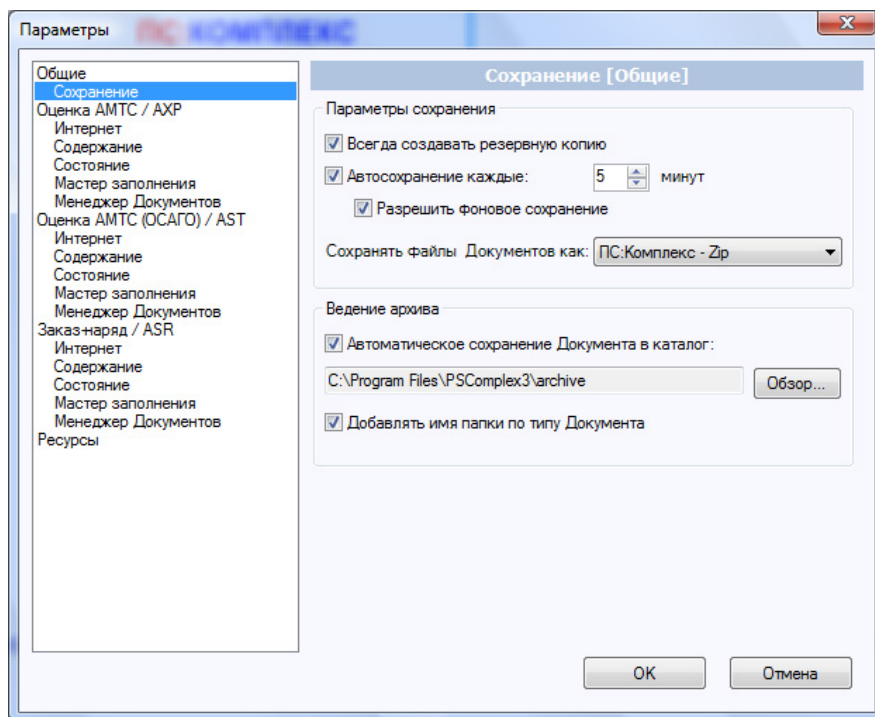 Параметры
ПС:КОМПЛЕКС
Общие
Сохранение
Оценка АМТС / AXP
Интернет
Содержание
Состояние
Мастер заполнения
Менеджер Документов
Оценка АМТС (ОСАГО) / AST
Интернет
Содержание
Состояние
Мастер заполнения
Менеджер Документов
Заказ-наряд / ASR
Интернет
Содержание
Состояние
Мастер заполнения
Менеджер Документов
Ресурсы
Сохранение [Общие]
Параметры сохранения
Всегда создавать резервную копию
Автосохранение каждые: 5 минут
Разрешить фоновое сохранение
Сохранять файлы Документов как: ПС:Комплекс - Zip
Ведение архива
Автоматическое сохранение Документа в каталог:
C:\Program Files\PSComplex3\archive Обзор...
Добавлять имя папки по типу Документа
OK Отмена